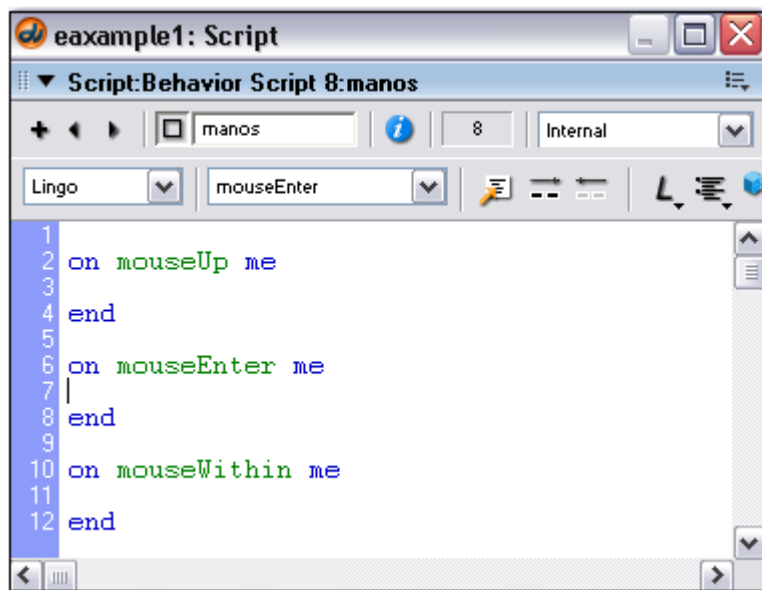 eaxample1: Script
Script:Behavior Script 8:manos
manos 8 Internal
Lingo mouseEnter L
1
2 on mouseUp me
3
4 end
5
6 on mouseEnter me
7
8 end
9
10 on mouseWithin me
11
12 end